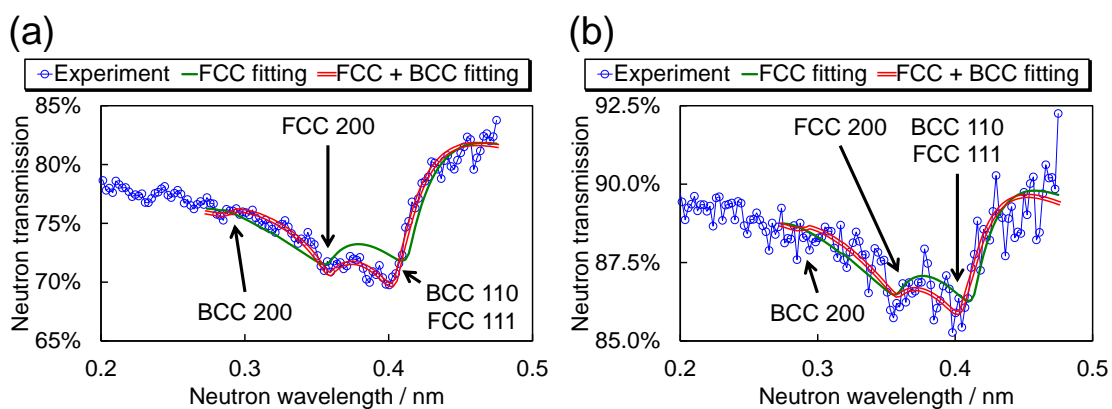 (a)
Experiment FCC fitting FCC + BCC fitting
85%
80%
75%
70%
65%
Neutron transmission
FCC 200
BCC 200
BCC 110
FCC 111
0.2 0.3 0.4 0.5
Neutron wavelength / nm
(b)
Experiment FCC fitting FCC + BCC fitting
92.5%
90.0%
87.5%
85.0%
Neutron transmission
FCC 200
BCC 110
FCC 111
BCC 200
0.2 0.3 0.4 0.5
Neutron wavelength / nm